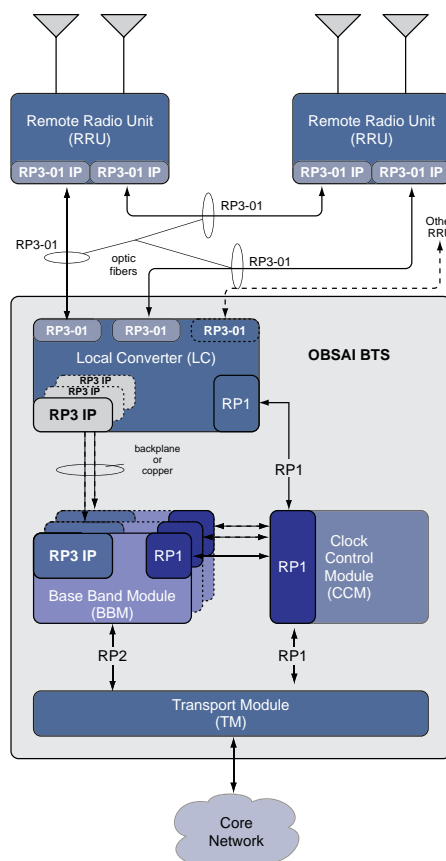 Remote Radio Unit
(RRU)
RP3-01 IP
RP3-01 IP
Remote Radio Unit
(RRU)
RP3-01 IP
RP3-01 IP
RP3-01
RP3-01
optic
fibers
RP3-01
Other
RRU
RP3-01
RP3-01
RP3-01
Local Converter (LC)
OBSAI BTS
RP3 IP
RP3 IP
RP3 IP
RP1
backplane
or
copper
RP1
RP3 IP
RP1
Base Band Module
(BBM)
RP1
Clock
Control
Module
(CCM)
RP2
RP1
Transport Module
(TM)
Core
Network